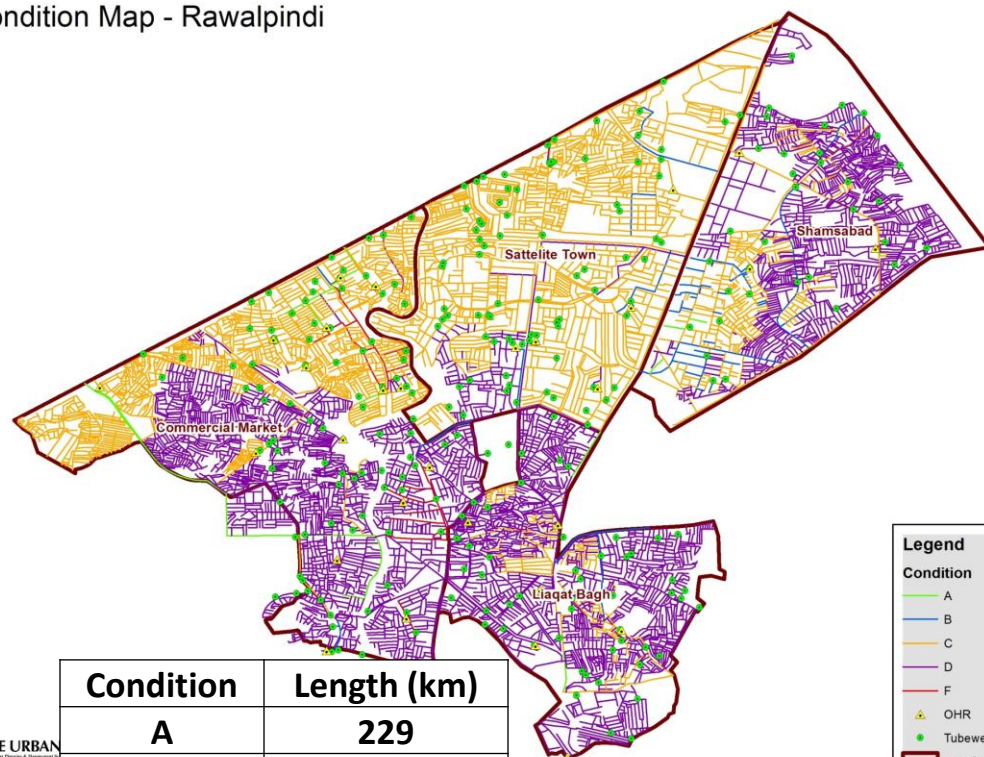 ondition Map - Rawalpindi
Shamsabad
Sattelite Town
Commercial Market
Liaqat Bagh
Legend
Condition
A
B
C
D
F
OHR
Tubewe
Condition Length (km)
A 229
E URBAN